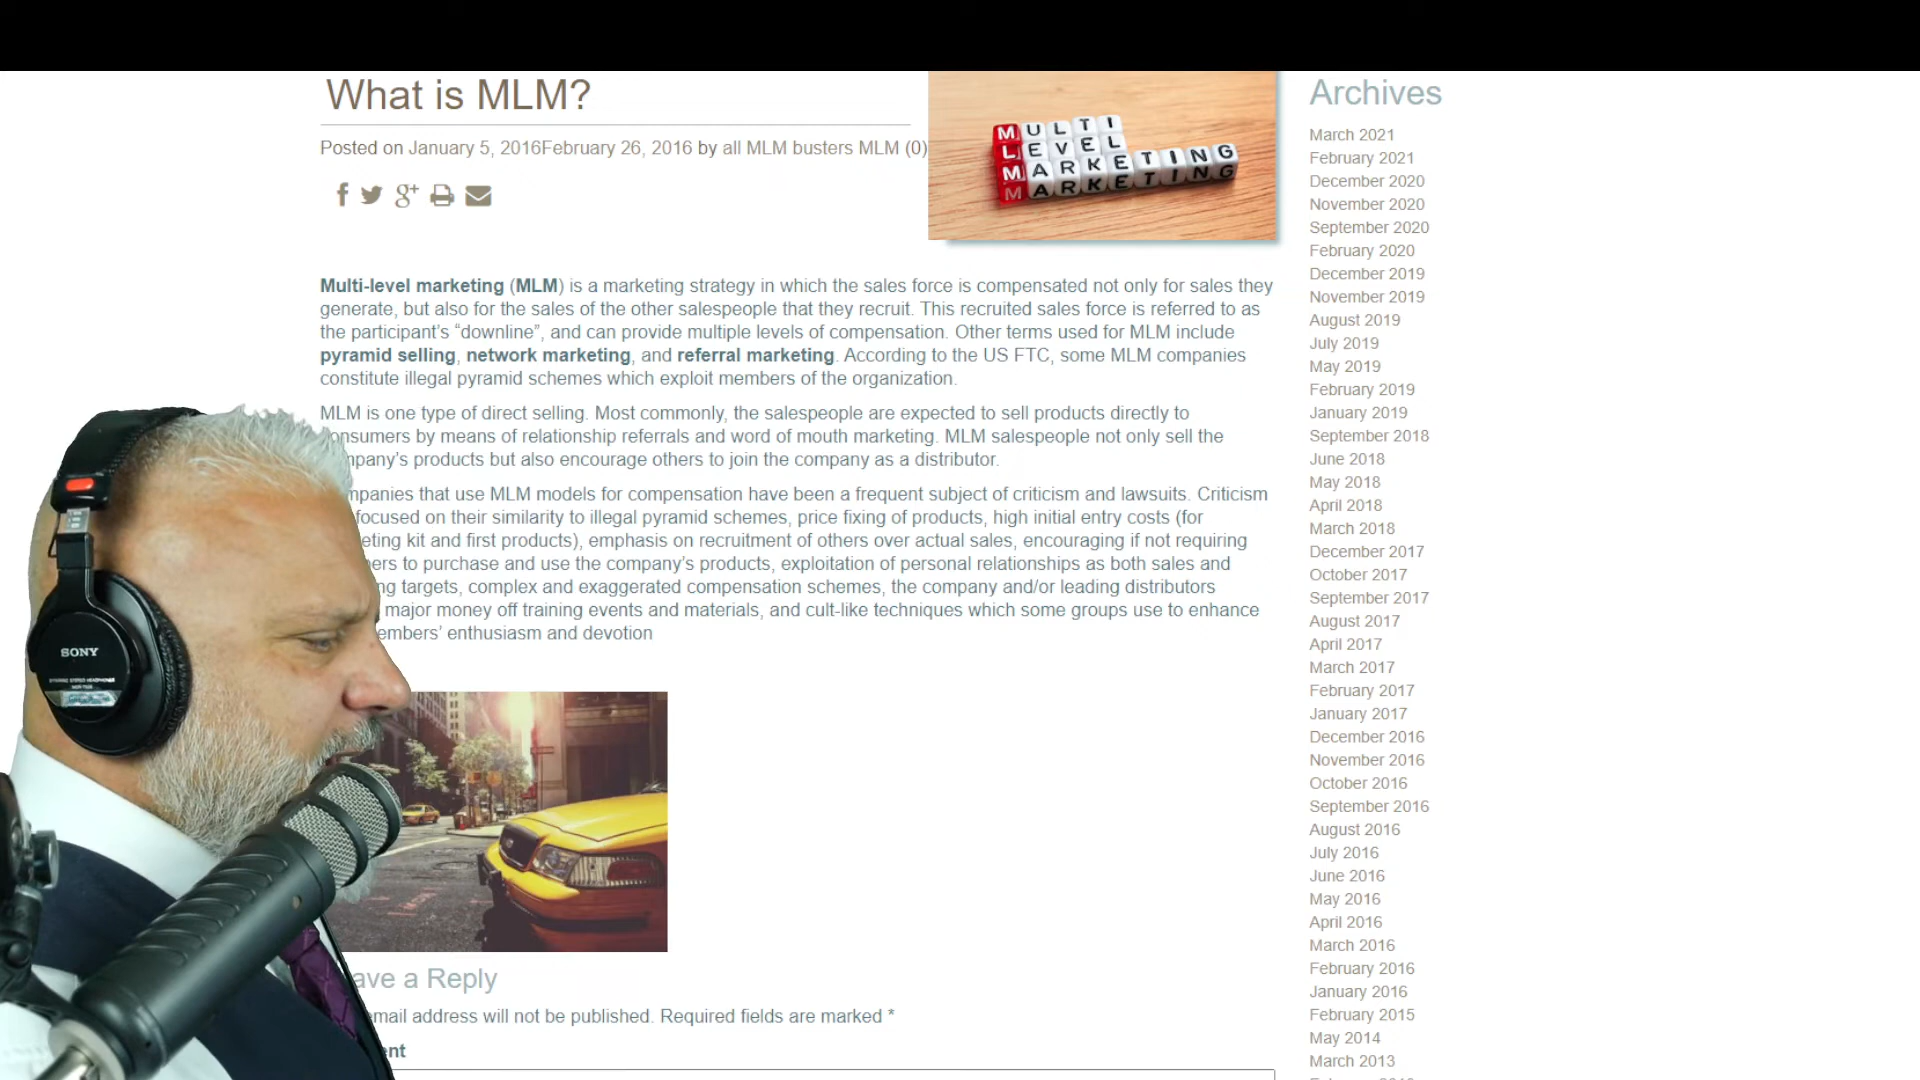 What is MLM?
Posted on January 5, 2016February 26, 2016 by all MLM busters MLM (0)
MULTI
LEVEL
MARKETING
MARKETING
Multi-level marketing (MLM) is a marketing strategy in which the sales force is compensated not only for sales they
generate, but also for the sales of the other salespeople that they recruit. This recruited sales force is referred to as
the participant's “downline”, and can provide multiple levels of compensation. Other terms used for MLM include
pyramid selling, network marketing, and referral marketing. According to the US FTC, some MLM companies
constitute illegal pyramid schemes which exploit members of the organization.
MLM is one type of direct selling. Most commonly, the salespeople are expected to sell products directly to
onsumers by means of relationship referrals and word of mouth marketing. MLM salespeople not only sell the
mpany's products but also encourage others to join the company as a distributor.
mpanies that use MLM models for compensation have been a frequent subject of criticism and lawsuits. Criticism
focused on their similarity to illegal pyramid schemes, price fixing of products, high initial entry costs (for
eting kit and first products), emphasis on recruitment of others over actual sales, encouraging if not requiring
ers to purchase and use the company's products, exploitation of personal relationships as both sales and
ng targets, complex and exaggerated compensation schemes, the company and/or leading distributors
major money off training events and materials, and cult-like techniques which some groups use to enhance
embers' enthusiasm and devotion
SONY
ave a Reply
email address will not be published. Required fields are marked *
ent
Archives
March 2021
February 2021
December 2020
November 2020
September 2020
February 2020
December 2019
November 2019
August 2019
July 2019
May 2019
February 2019
January 2019
September 2018
June 2018
May 2018
April 2018
March 2018
December 2017
October 2017
September 2017
August 2017
April 2017
March 2017
February 2017
January 2017
December 2016
November 2016
October 2016
September 2016
August 2016
July 2016
June 2016
May 2016
April 2016
March 2016
February 2016
January 2016
February 2015
May 2014
March 2013